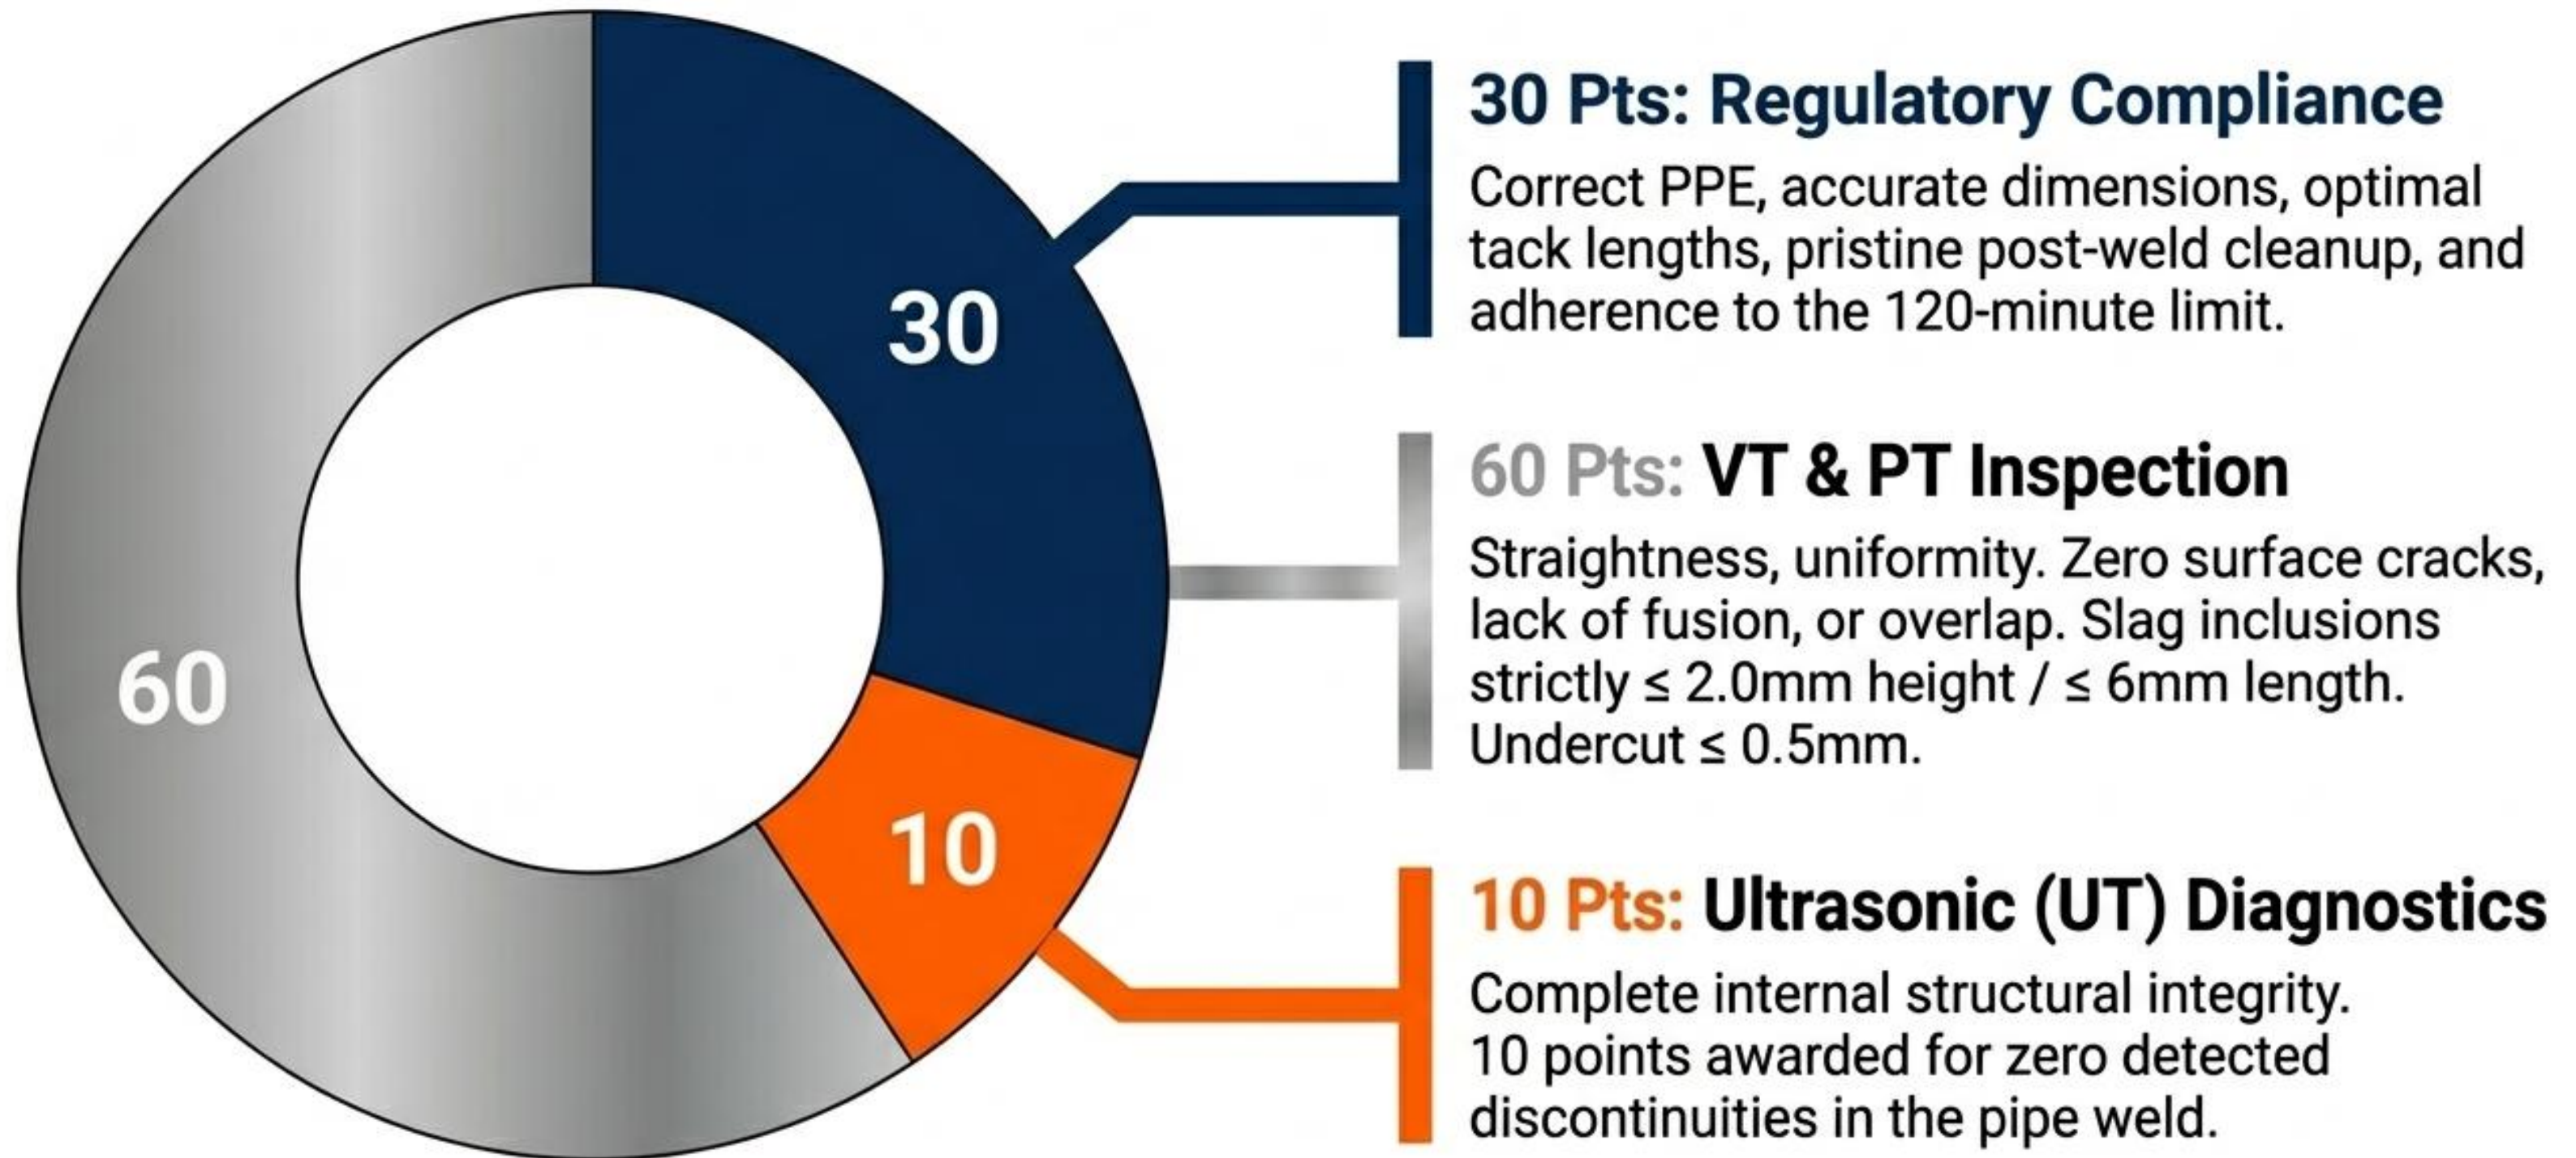 30
60
10
30 Pts: Regulatory Compliance
Correct PPE, accurate dimensions, optimal
tack lengths, pristine post-weld cleanup, and
adherence to the 120-minute limit.
60 Pts: VT & PT Inspection
Straightness, uniformity. Zero surface cracks,
lack of fusion, or overlap. Slag inclusions
strictly ≤ 2.0mm height / ≤ 6mm length.
Undercut ≤ 0.5mm.
10 Pts: Ultrasonic (UT) Diagnostics
Complete internal structural integrity.
10 points awarded for zero detected
discontinuities in the pipe weld.